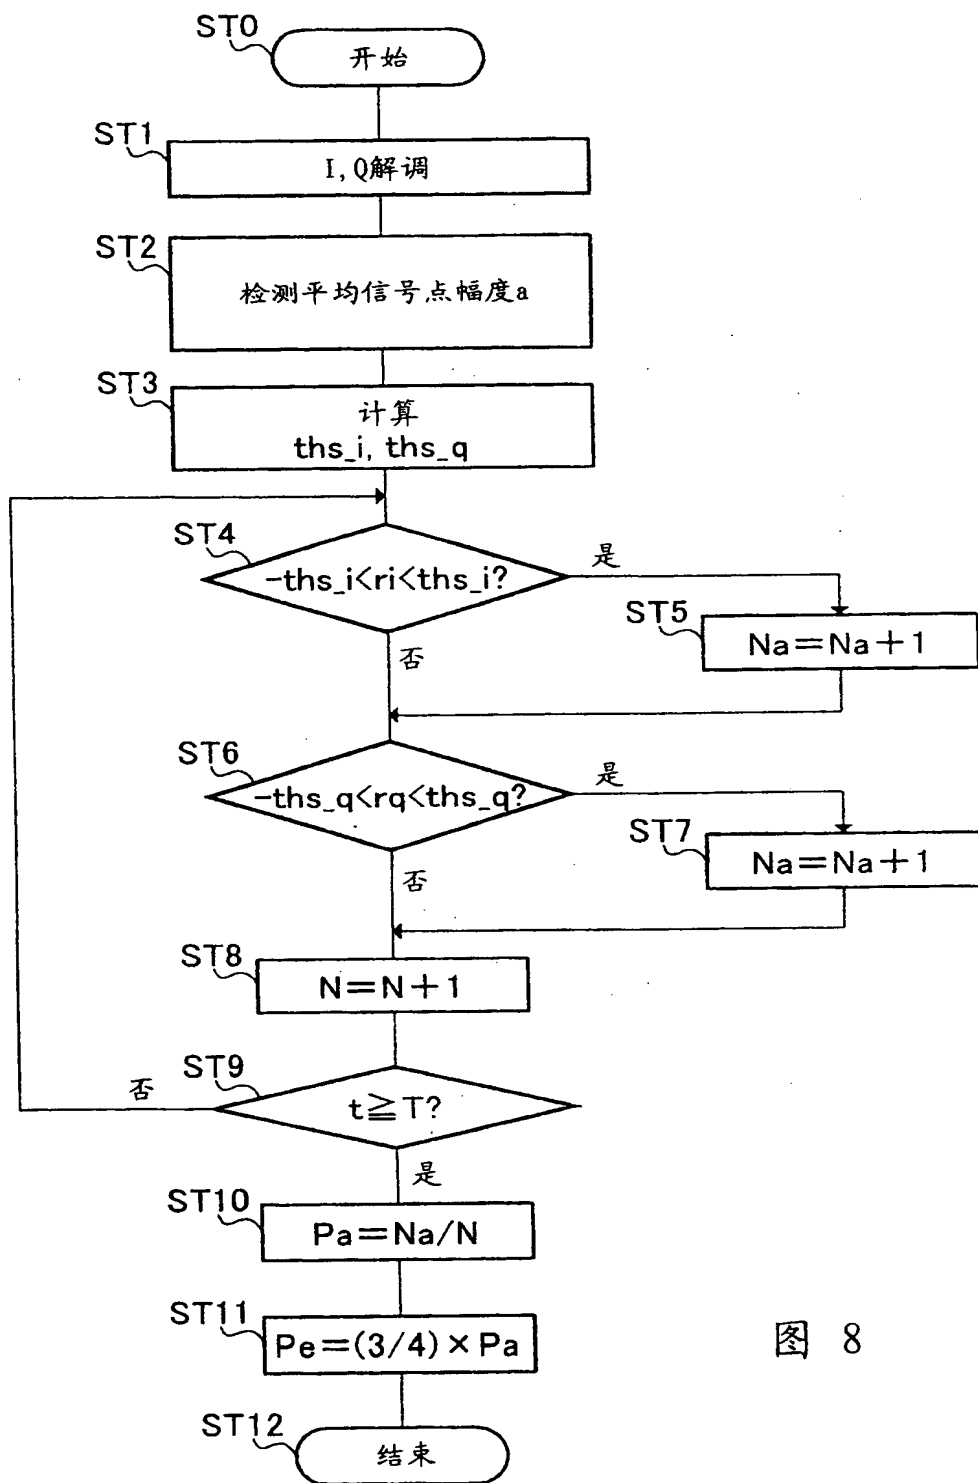 ST0
开始
ST1
I,Q解调
ST2
检测平均信号点幅度a
ST3
计算
ths_i, ths_q
ST4
-ths_i<ri<ths_i?
是
ST5
Na=Na+1
否
ST6
-ths_q<rq<ths_q?
是
ST7
Na=Na+1
否
ST8
N=N+1
ST9
否
t≧T?
是
ST10
Pa=Na/N
ST11
Pe=(3/4)×Pa
图 8
ST12
结束